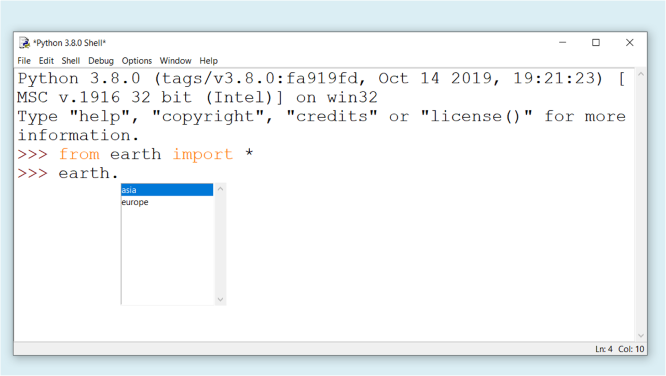 *Python 3.8.0 Shell*
File Edit Shell Debug Options Window Help
Python 3.8.0 (tags/v3.8.0:fa919fd, Oct 14 2019, 19:21:23) [
MSC v.1916 32 bit (Intel)] on win32
Type "help", "copyright", "credits" or "license()" for more
information.
>>> from earth import *
>>> earth.
asia
europe
Ln: 4 Col: 10